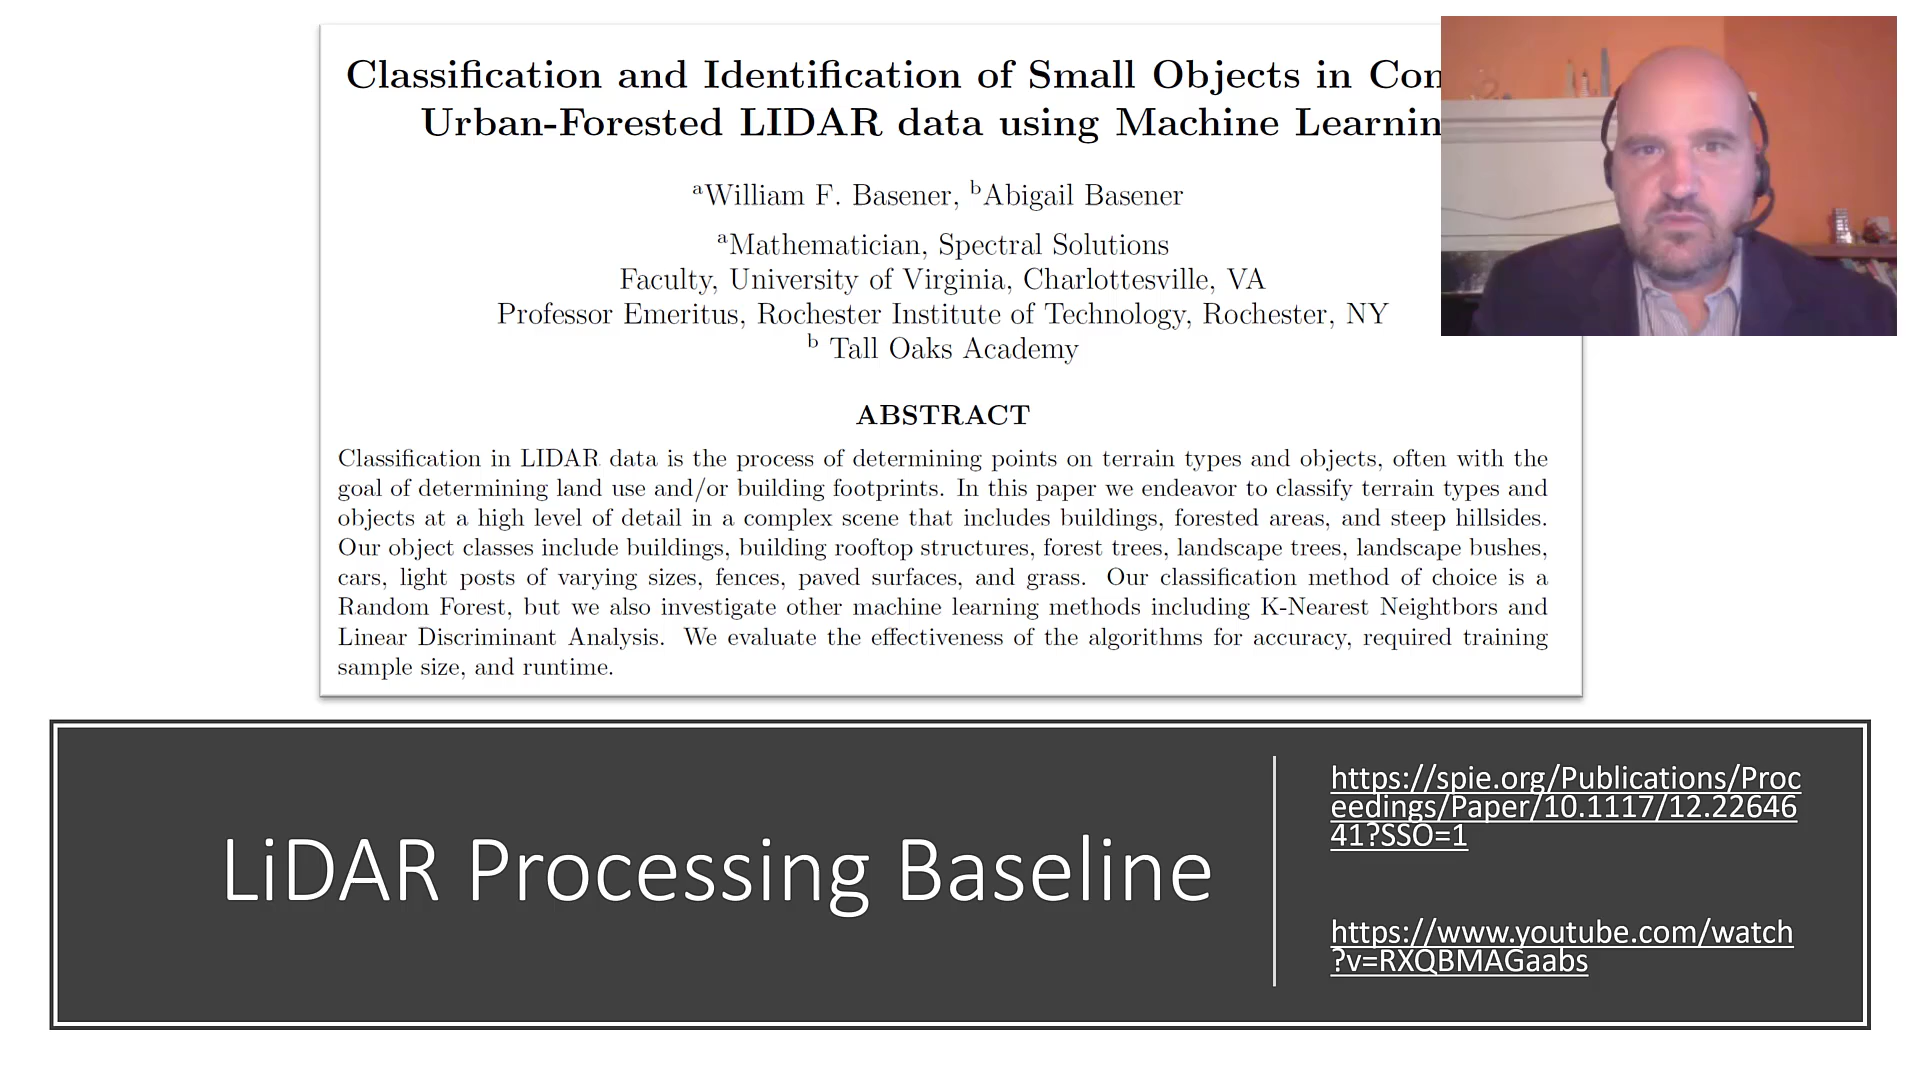 Classification and Identification of Small Objects in
Urban-Forested LIDAR data using Machine
aWilliam F. Basener, bAbigail Basener
aMathematician, Spectral Solutions
Faculty, University of Virginia, Charlottesville, VA
Professor Emeritus, Rochester Institute of Technology, Rochester, NY
b Tall Oaks Academy
ABSTRACT
Classification in LIDAR data is the process of determining points on terrain types and objects, often with the
goal of determining land use and/or building footprints. In this paper we endeavor to classify terrain types and
objects at a high level of detail in a complex scene that includes buildings, forested areas, and steep hillsides.
Our object classes include buildings, building rooftop structures, forest trees, landscape trees, landscape bushes,
cars, light posts of varying sizes, fences, paved surfaces, and grass. Our classification method of choice is a
Random Forest, but we also investigate other machine learning methods including K-Nearest Neightbors and
Linear Discriminant Analysis. We evaluate the effectiveness of the algorithms for accuracy, required training
sample size, and runtime.
LiDAR Processing Baseline
https://spie.org/Publications/Proc
eedings/Paper/10.1117/12.22646
41?SSO=1
https://www.youtube.com/watch
?v=RXQBMAGaabs